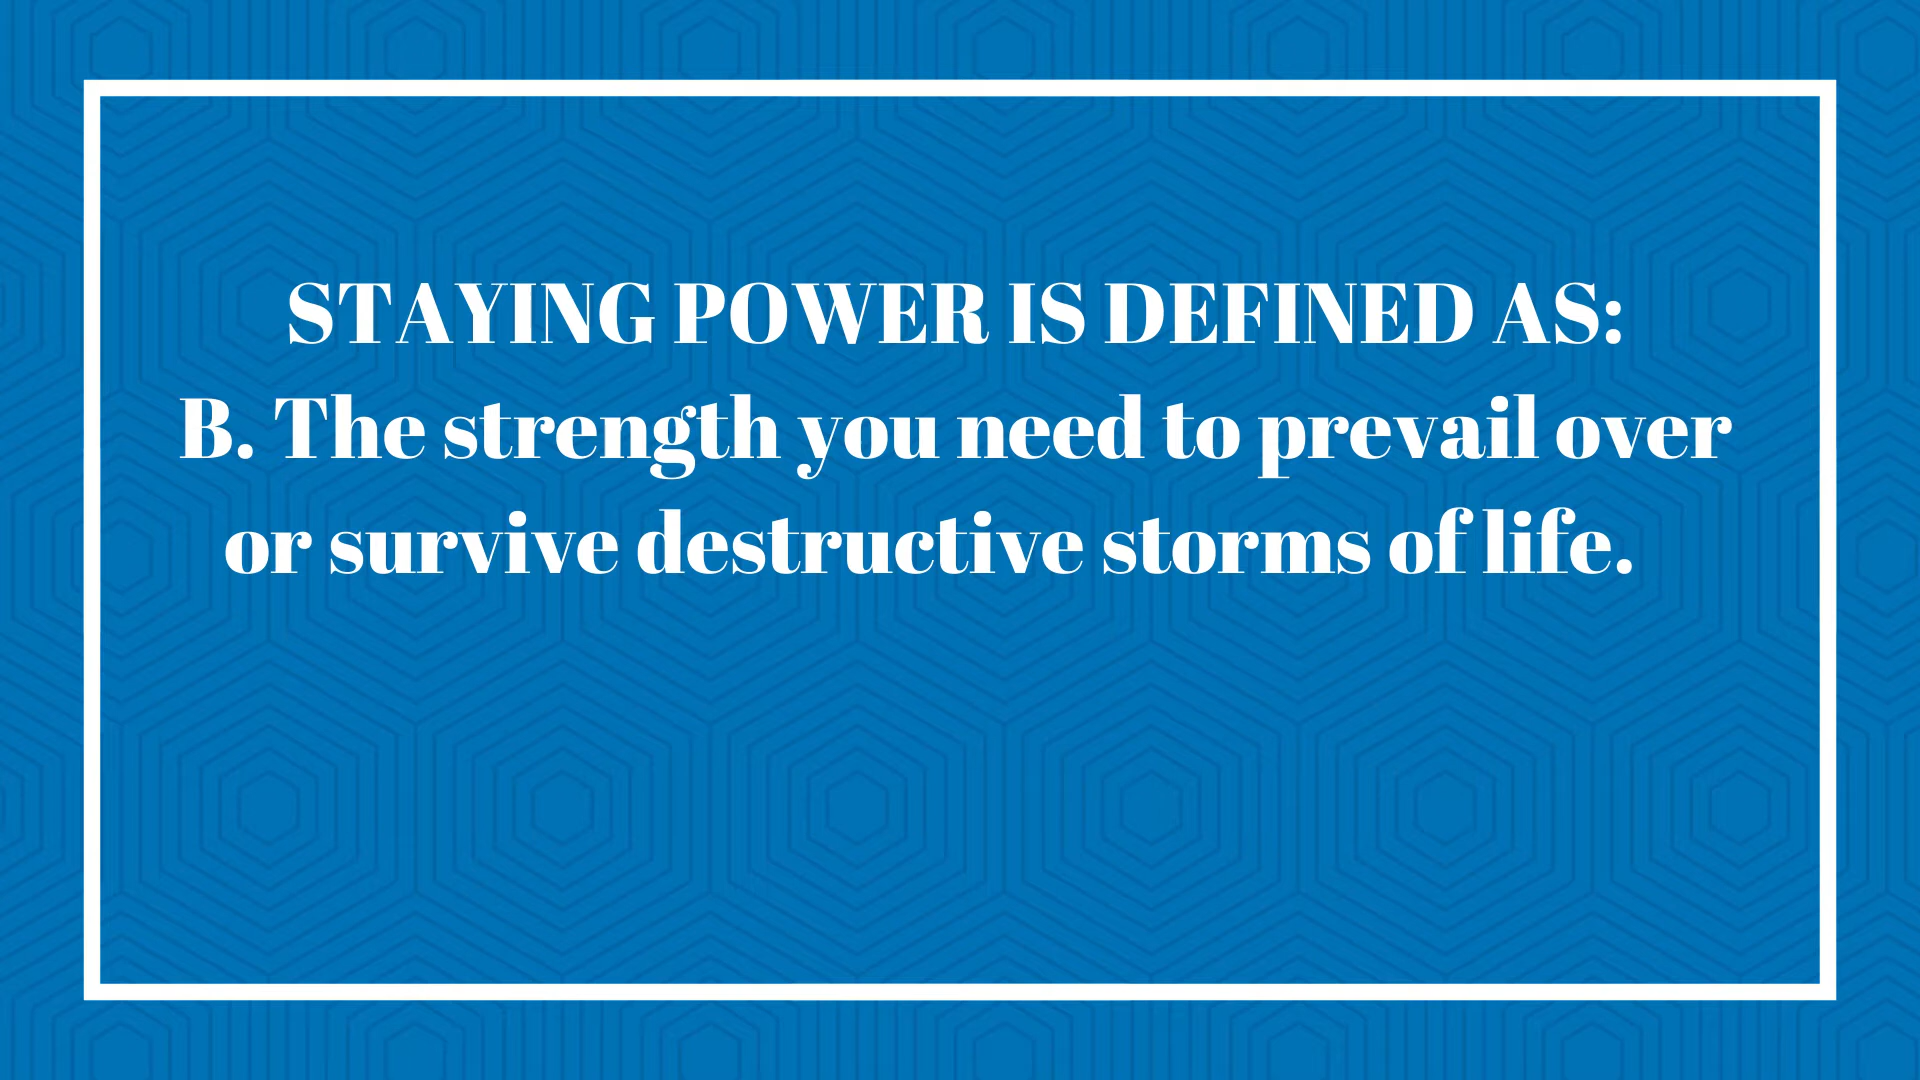 STAYING POWER IS DEFINED AS:
B. The strength you need to prevail over
or survive destructive storms of life.